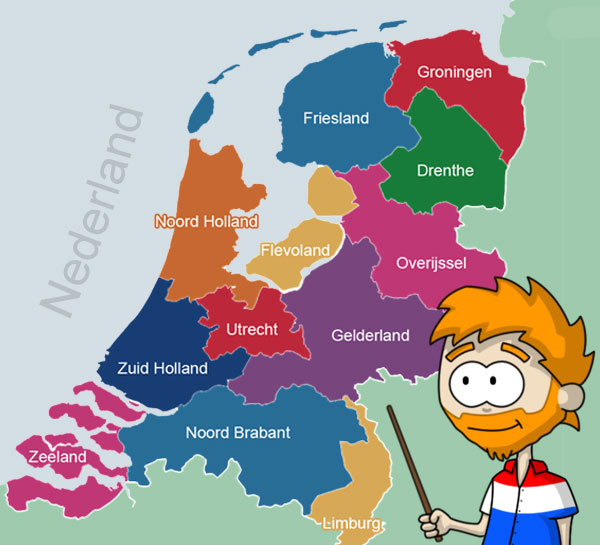 Nederland
Groningen
Friesland
Drenthe
Noord Holland
Flevoland
Overijssel
Utrecht
Gelderland
Zuid Holland
Noord Brabant
Zeeland
Limburg